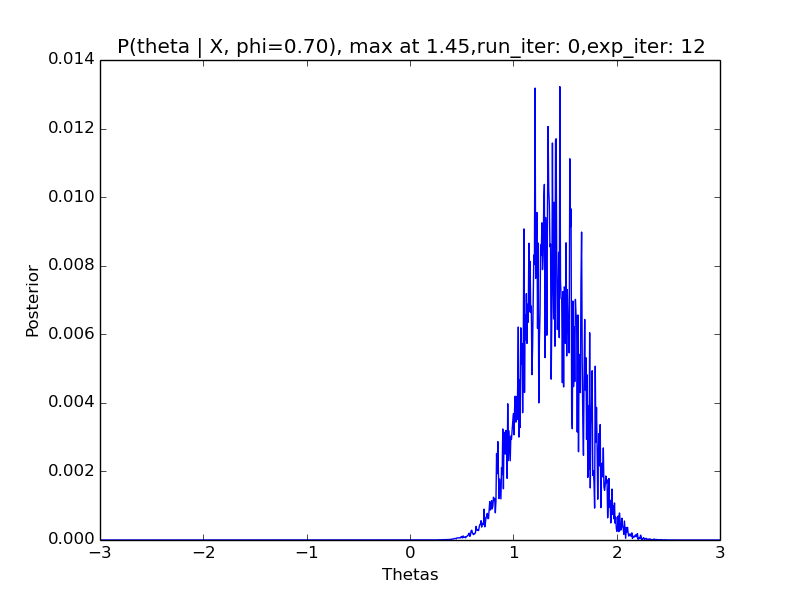 P(theta | X, phi=0.70), max at 1.45,run_iter: 0,exp_iter: 12
0.014
0.012
0.010
0.008
0.006
0.004
0.002
0.000
Posterior
−3 −2 −1 0 1 2 3
Thetas